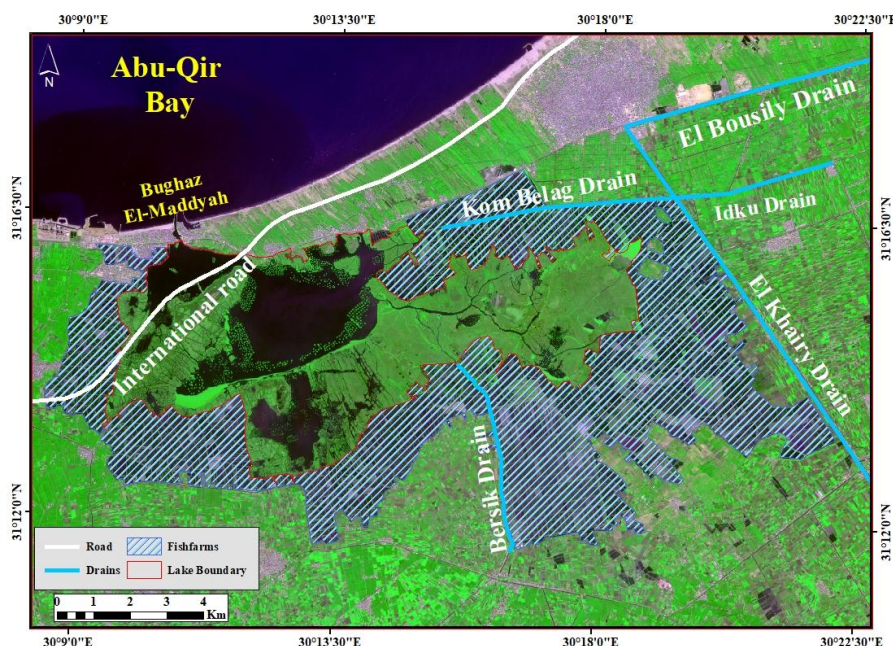 30°9'0"E 30°13'30"E 30°18'0"E 30°22'30"E
Abu-Qir
Bay
N
El Bousily Drain
Bughaz
El-Maddyah
Kom Belag Drain
Idku Drain
31°16'30"N
31°16'30"N
International road
El Khairy Drain
Bersik Drain
31°12'0"N
31°12'0"N
Road Fishfarms
Drains Lake Boundary
0 1 2 3 4
Km
30°9'0"E 30°13'30"E 30°18'0"E 30°22'30"E